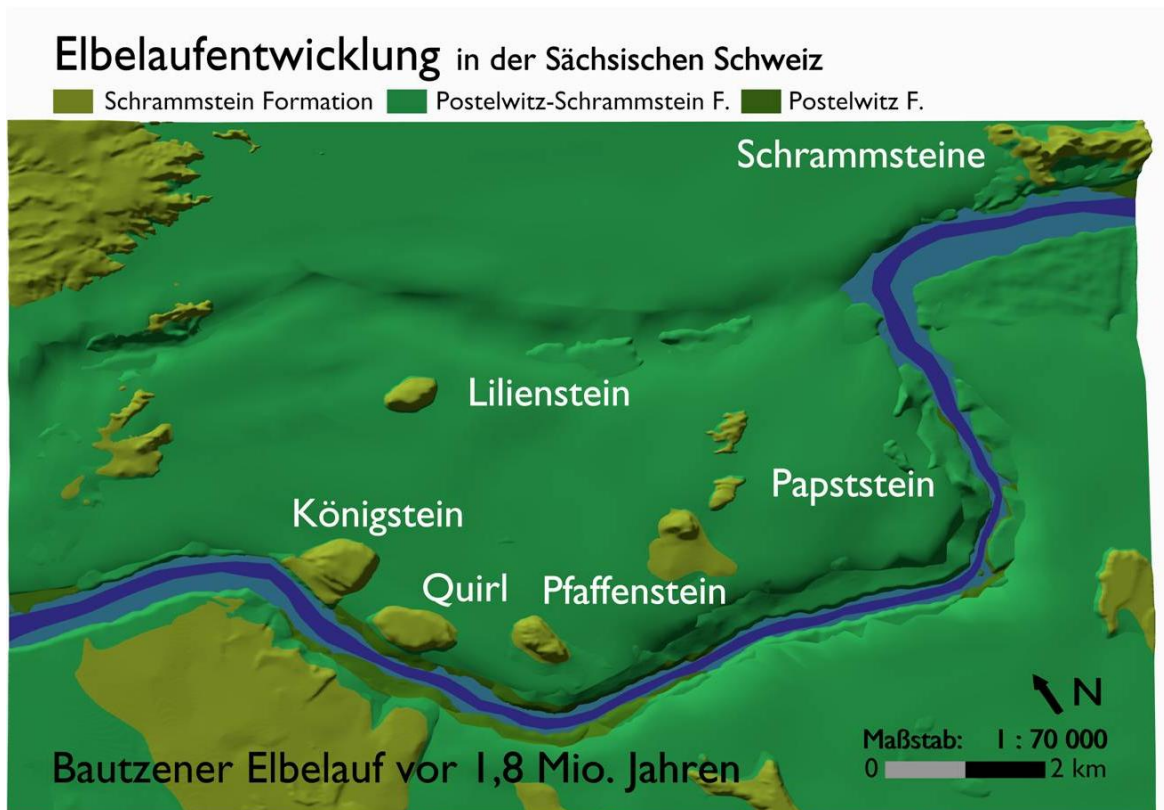 Elbelaufentwicklung in der Sächsischen Schweiz
Schrammstein Formation Postelwitz-Schrammstein F. Postelwitz F.
Schrammsteine
Lilienstein
Papststein
Königstein
Quirl Pfaffenstein
N
Maßstab: 1 : 70 000
0 2 km
Bautzener Elbelauf vor 1,8 Mio. Jahren